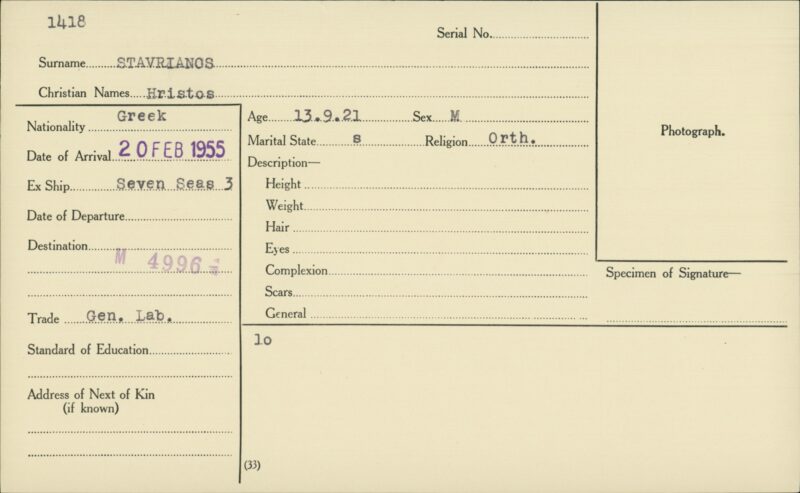 1418
Serial No.
Surname STAVRIANOS
Christian Names Hristos
Nationality Greek
Date of Arrival 20 FEB 1955
Ex Ship Seven Seas 3
Date of Departure
Destination
M 4996
Trade Gen. Lab.
Standard of Education
Address of Next of Kin
(if known)
Age 13.9.21 Sex M
Marital State s Religion Orth.
Description—
Height
Weight
Hair
Eyes
Complexion
Scars
General
lo
(33)
Photograph.
Specimen of Signature—